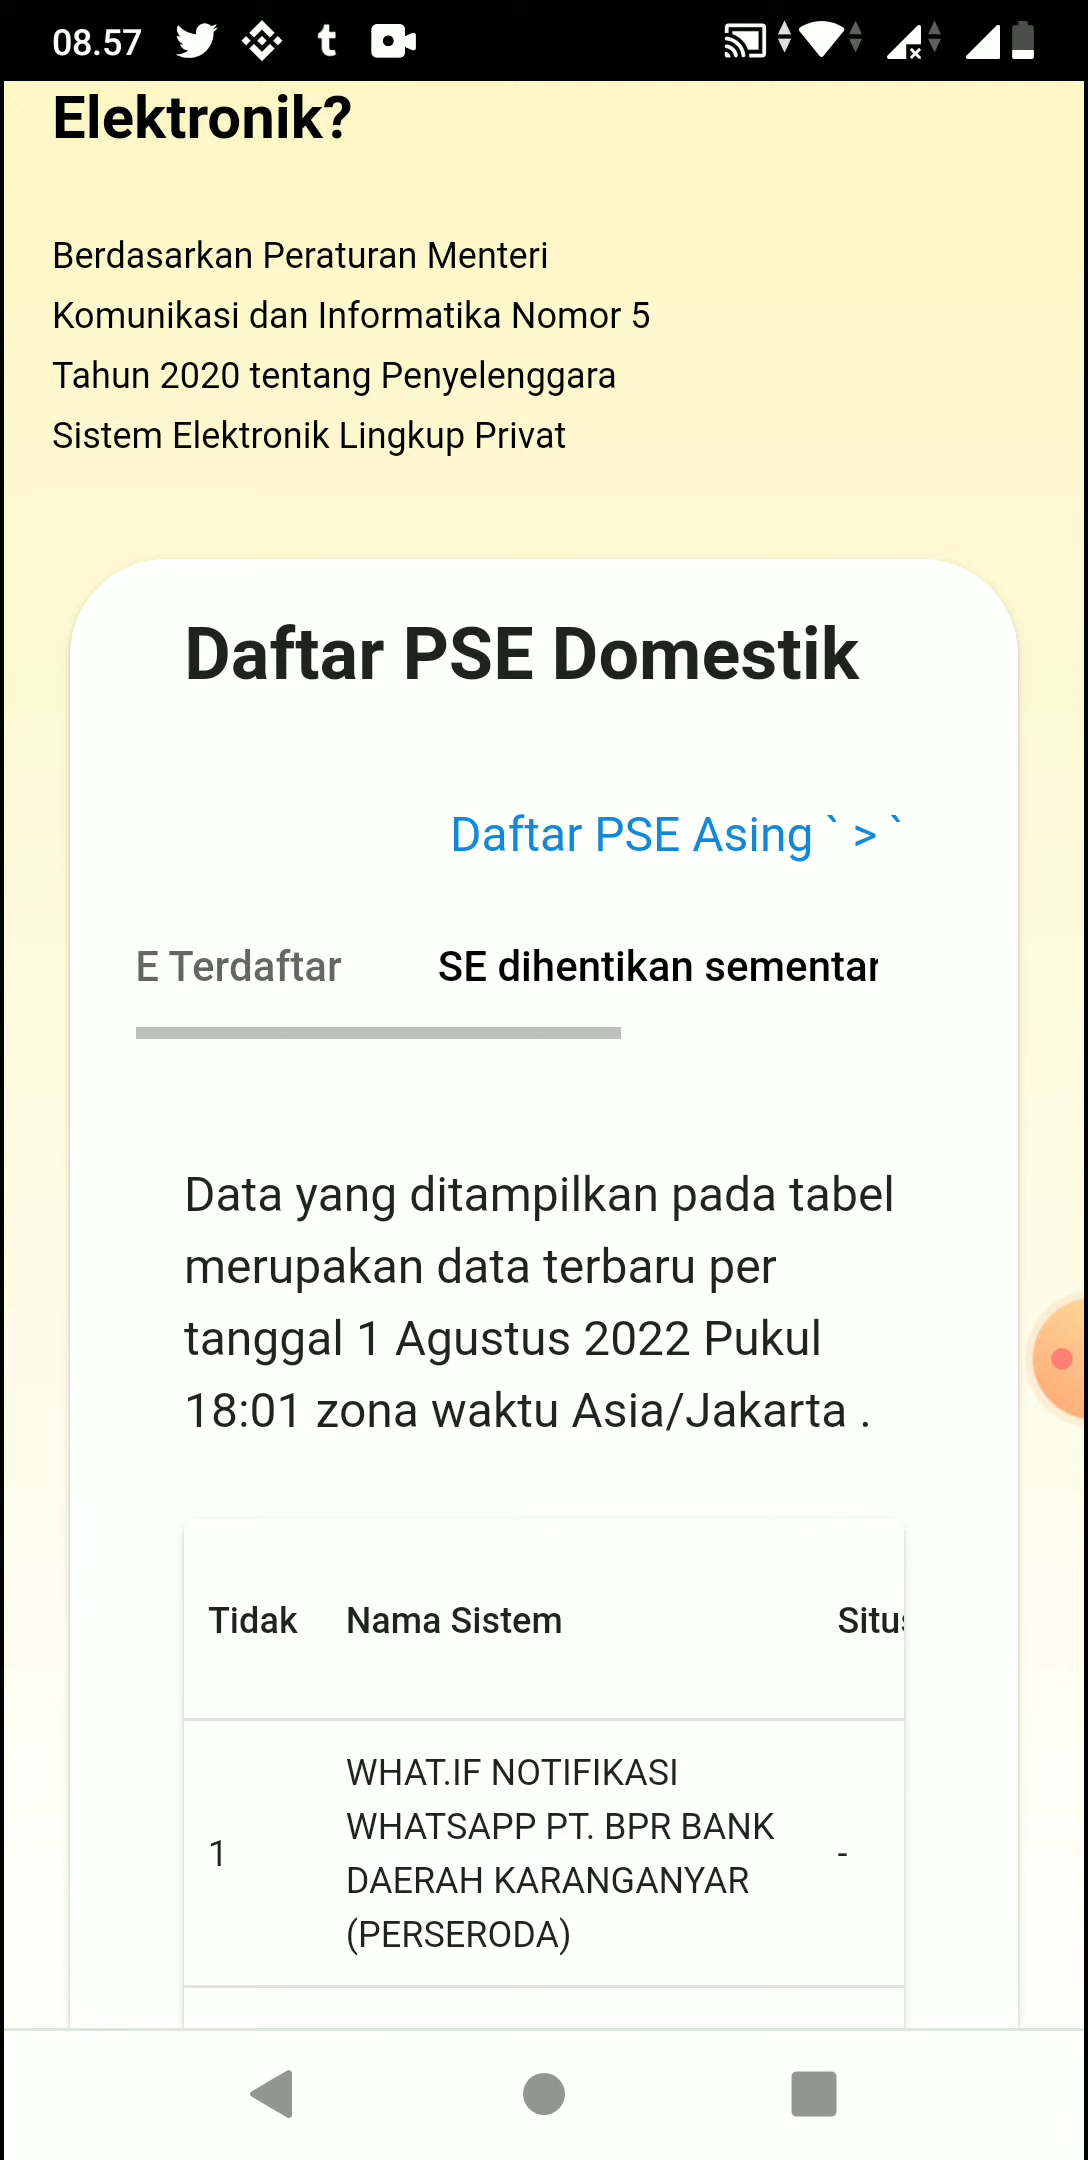 08.57
Elektronik?
Berdasarkan Peraturan Menteri
Komunikasi dan Informatika Nomor 5
Tahun 2020 tentang Penyelenggara
Sistem Elektronik Lingkup Privat
Daftar PSE Domestik
Daftar PSE Asing ` > `
E Terdaftar SE dihentikan sementar
Data yang ditampilkan pada tabel
merupakan data terbaru per
tanggal 1 Agustus 2022 Pukul
18:01 zona waktu Asia/Jakarta .
Tidak Nama Sistem Situs
WHAT.IF NOTIFIKASI
WHATSAPP PT. BPR BANK
1 -
DAERAH KARANGANYAR
(PERSERODA)